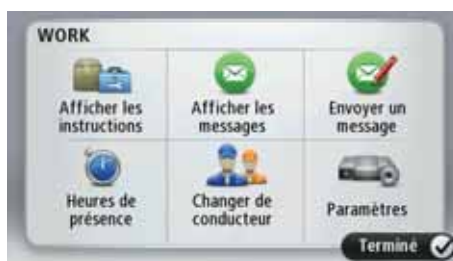 WORK
Afficher les
instructions
Afficher les
messages
Envoyer un
message
Heures de
présence
Changer de
conducteur
Paramètres
Terminé